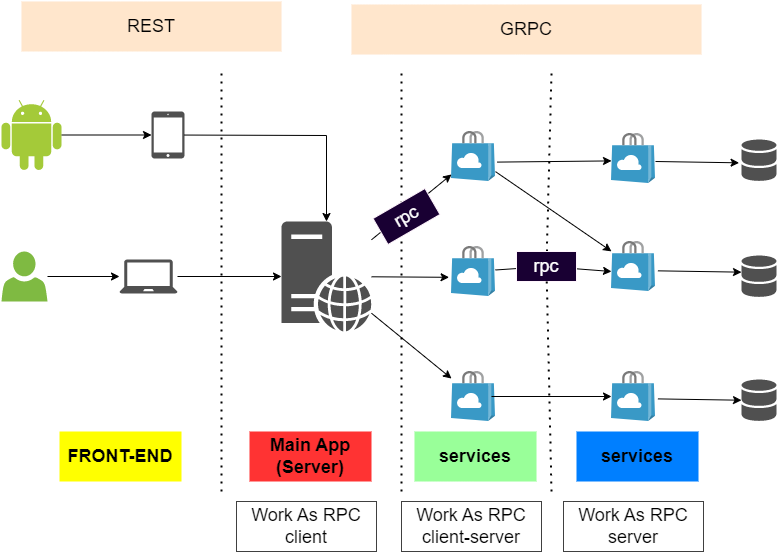 REST
GRPC
rpc
rpc
FRONT-END
Main App
(Server)
services
services
Work As RPC
client
Work As RPC
client-server
Work As RPC
server